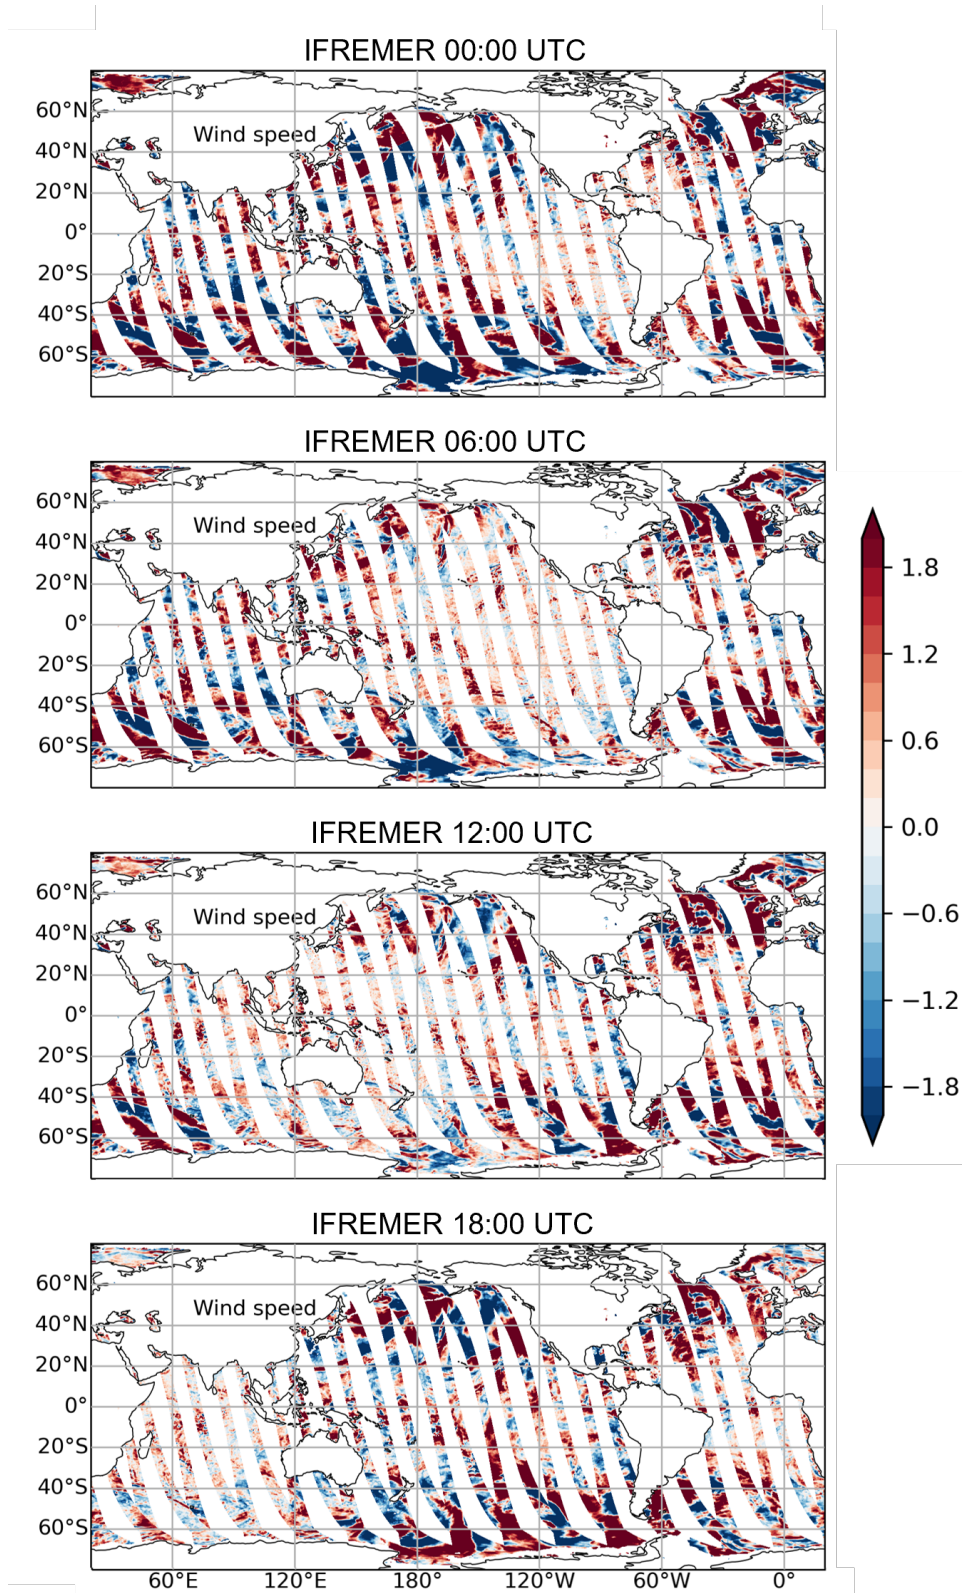 IFREMER 00:00 UTC
60°N
Wind speed
40°N
20°N
0°
20°S
40°S
60°S
IFREMER 06:00 UTC
60°N
Wind speed
40°N
20°N
0°
20°S
40°S
60°S
1.8
1.2
0.6
0.0
−0.6
−1.2
−1.8
IFREMER 12:00 UTC
60°N
Wind speed
40°N
20°N
0°
20°S
40°S
60°S
IFREMER 18:00 UTC
60°N
Wind speed
40°N
20°N
0°
20°S
40°S
60°S
60°E 120°E 180° 120°W 60°W 0°